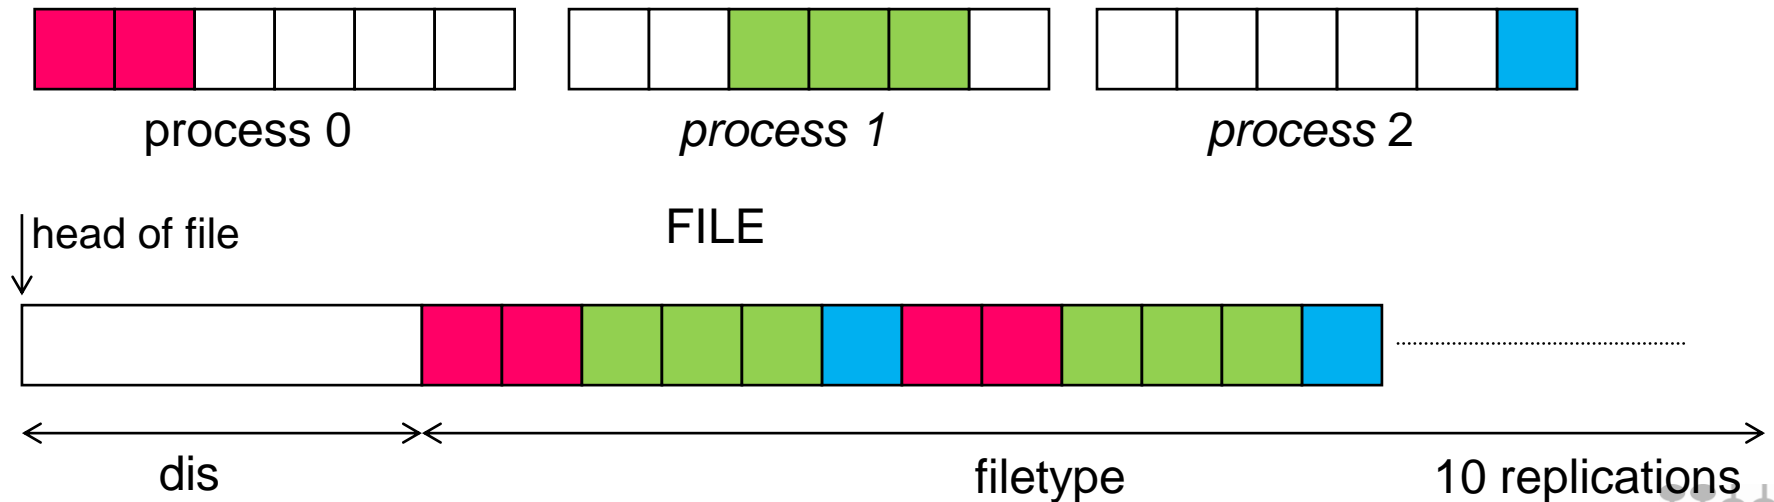 process 0
process 1
process 2
head of file
FILE
dis
filetype
10 replications